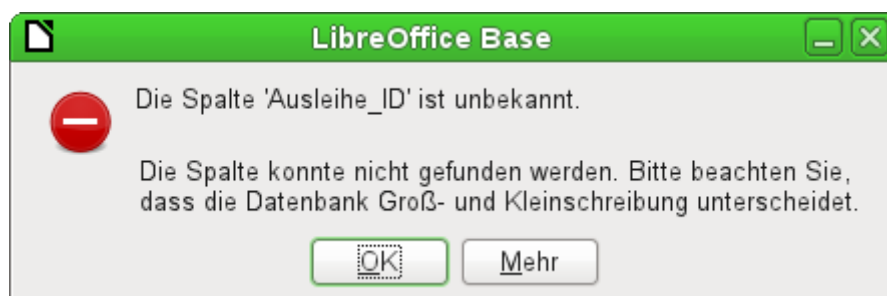 LibreOffice Base
Die Spalte 'Ausleihe_ID' ist unbekannt.
Die Spalte konnte nicht gefunden werden. Bitte beachten Sie,
dass die Datenbank Groß- und Kleinschreibung unterscheidet.
OK Mehr